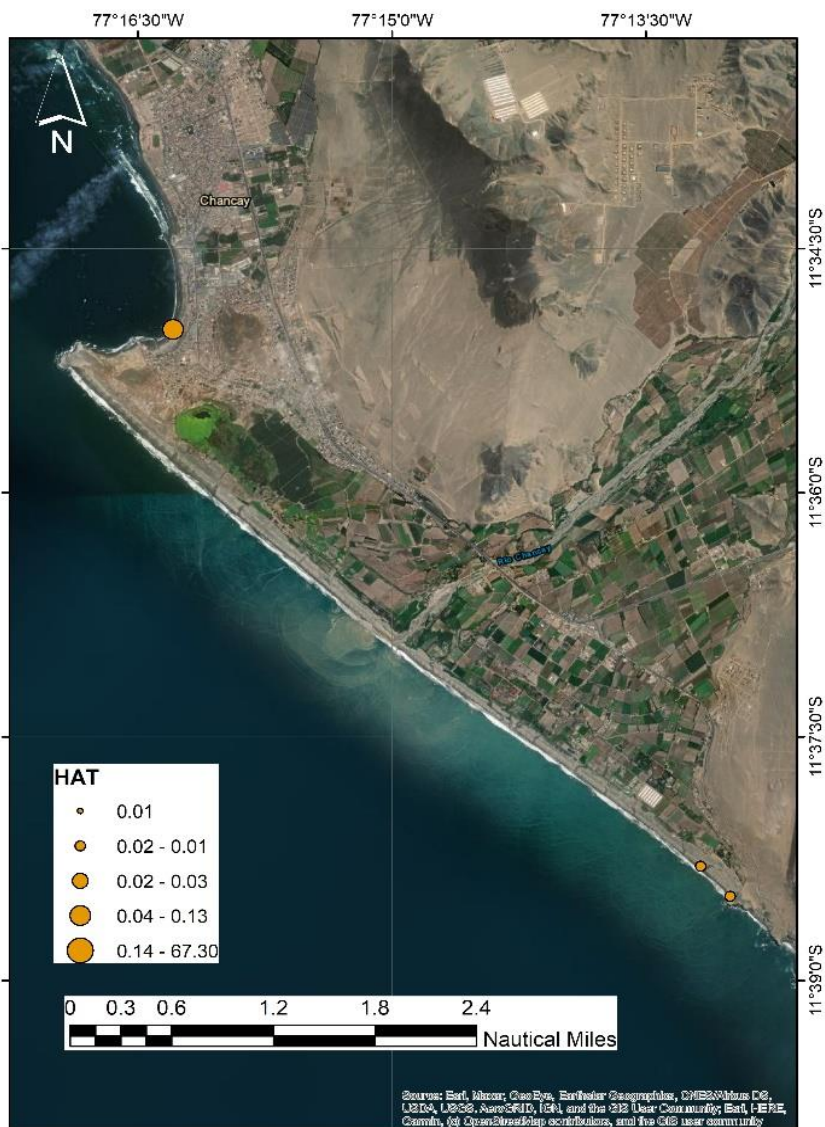 77°16'30"W 77°15'0"W 77°13'30"W
N
Chancay
11°34'30"S
11°36'0"S
Río Chancay
11°37'30"S
HAT
0.01
0.02 - 0.01
0.02 - 0.03
0.04 - 0.13
0.14 - 67.30
11°39'0"S
0 0.3 0.6 1.2 1.8 2.4
Nautical Miles
Source: Esri, Maxar, GeoEye, Earthstar Geographics, CNES/Airbus DS,
USDA, USGS, AeroGRID, IGN, and the GIS User Community, Esri, HERE,
Garmin, (c) OpenStreetMap contributors, and the GIS user community